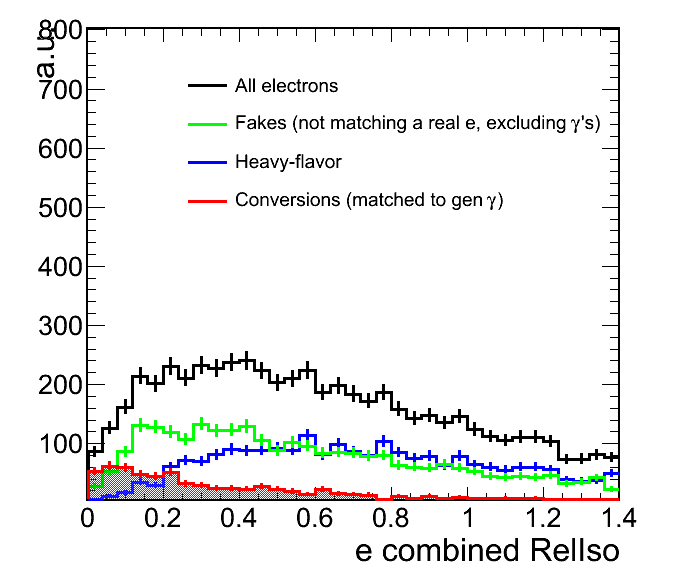 a.u.
800
700
600
500
400
300
200
100
All electrons
Fakes (not matching a real e, excluding γ's)
Heavy-flavor
Conversions (matched to gen γ)
0 0.2 0.4 0.6 0.8 1 1.2 1.4
e combined RelIso